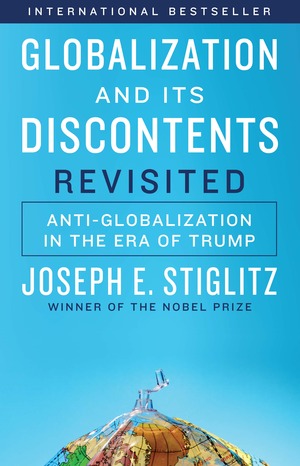 INTERNATIONAL BESTSELLER
GLOBALIZATION
AND ITS
DISCONTENTS
REVISITED
ANTI-GLOBALIZATION
IN THE ERA OF TRUMP
JOSEPH E. STIGLITZ
WINNER OF THE NOBEL PRIZE